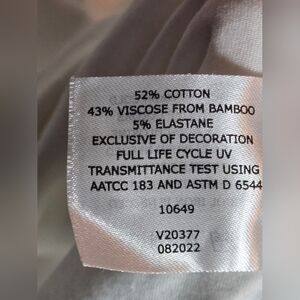 52% COTTON
43% VISCOSE FROM BAMBOO
5% ELASTANE
EXCLUSIVE OF DECORATION
FULL LIFE CYCLE UV
TRANSMITTANCE TEST USING
AATCC 183 AND ASTM D 6544
10649
V20377
082022